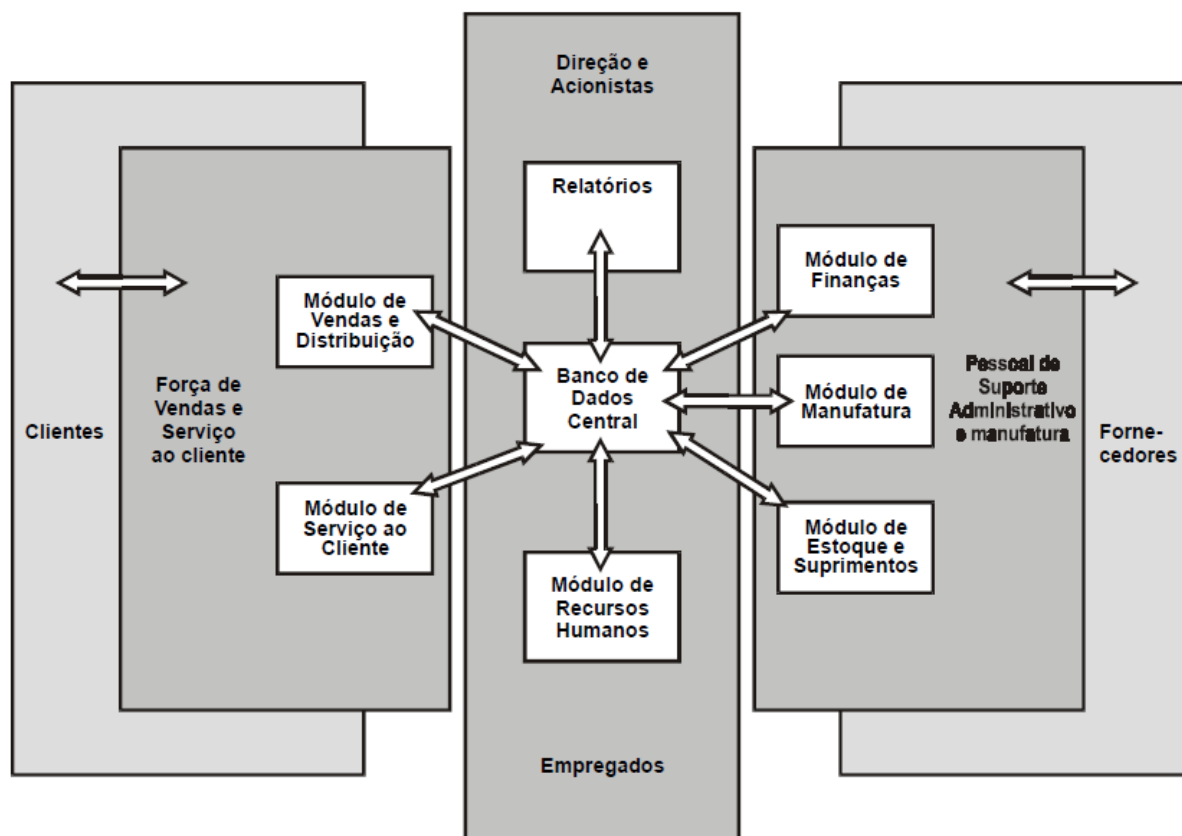 Direção e
Acionistas
Relatórios
Clientes
Força de
Vendas e
Serviço
ao cliente
Módulo de
Vendas e
Distribuição
Módulo de
Serviço ao
Cliente
Banco de
Dados
Central
Módulo de
Recursos
Humanos
Empregados
Módulo de
Finanças
Módulo de
Manufatura
Módulo de
Estoque e
Suprimentos
Pessoal de
Suporte
Administrativo
e manufatura
Forne-
cedores